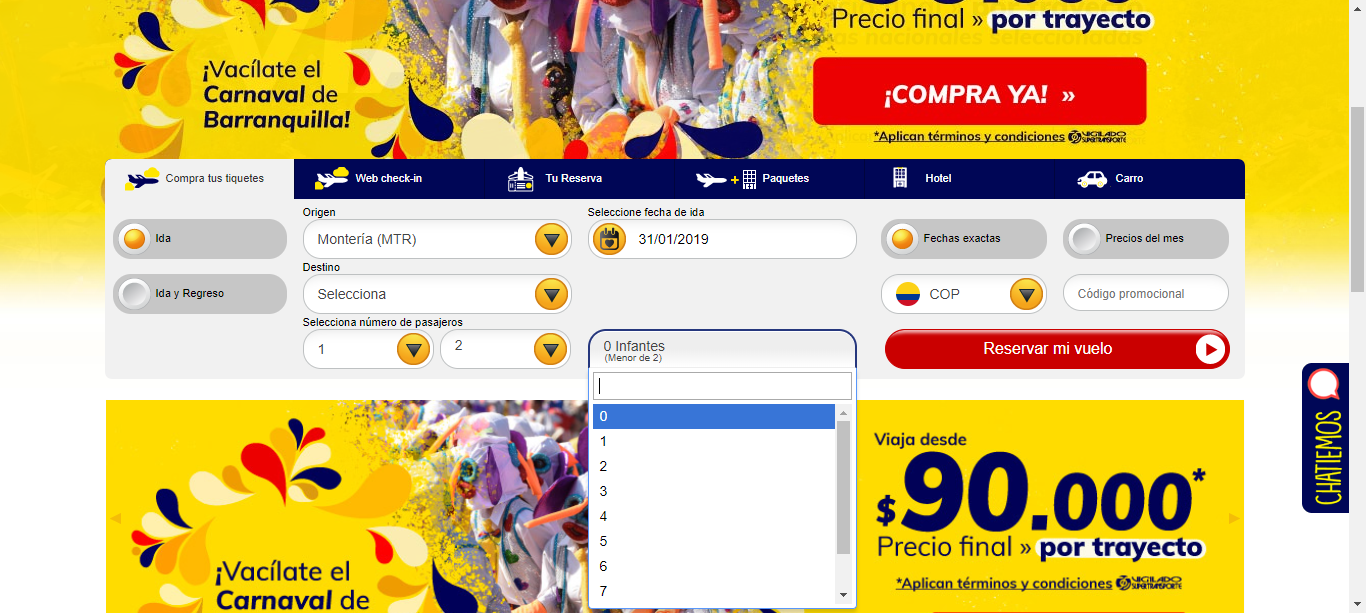 Precio final » por trayecto
¡Vacílate el
Carnaval de
Barranquilla!
¡COMPRA YA! »
*Aplican términos y condiciones VIGILADO SUPERTRANSPORTE
Compra tus tiquetes
Web check-in
Tu Reserva
Paquetes
Hotel
Carro
Ida
Ida y Regreso
Origen
Montería (MTR)
Destino
Selecciona
Selecciona número de pasajeros
1
2
Seleccione fecha de ida
31/01/2019
0 Infantes
(Menor de 2)
0
1
2
3
4
5
6
7
Fechas exactas
Precios del mes
COP
Código promocional
Reservar mi vuelo
CHATIEMOS
¡Vacílate el
Carnaval de
Viaja desde
$90.000*
Precio final » por trayecto
*Aplican términos y condiciones VIGILADO SUPERTRANSPORTE